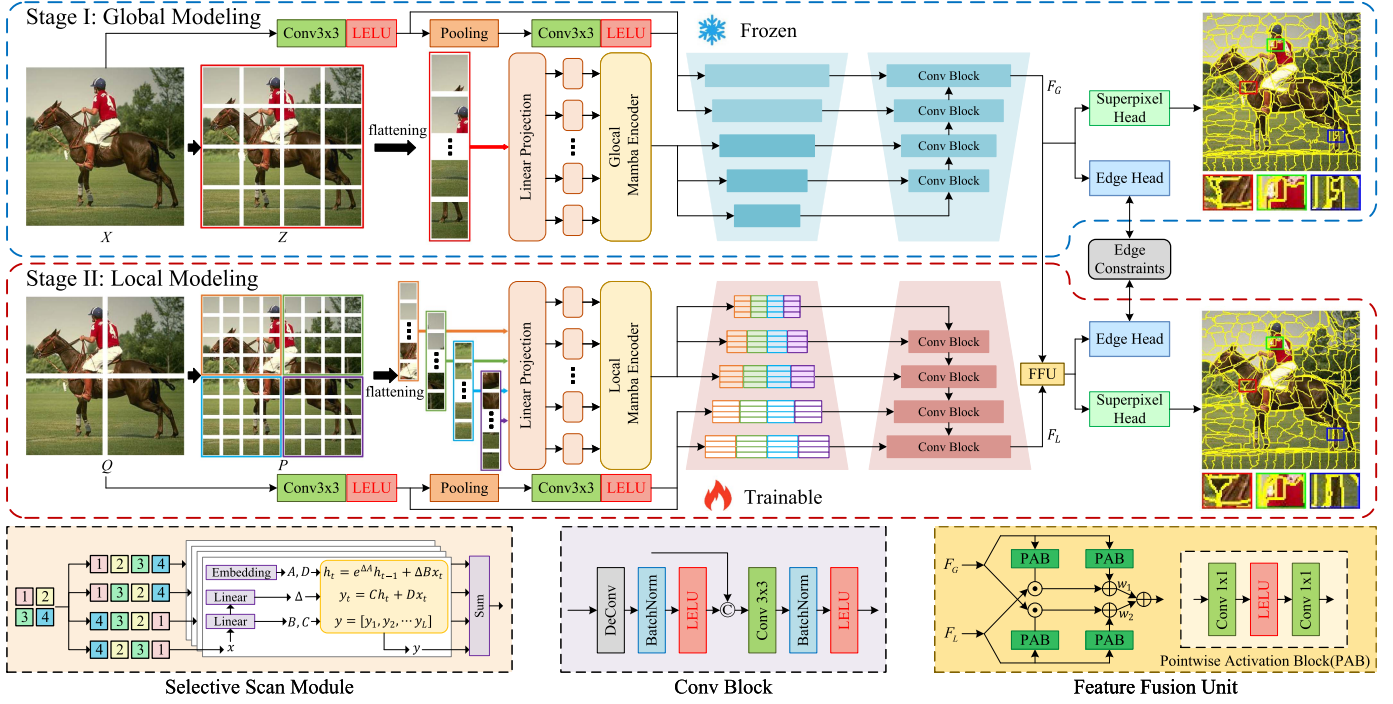 Stage I: Global Modeling
Conv3x3 LELU
Pooling
Conv3x3 LELU
Frozen
X
Z
flattening
Linear Projection
Glocal
Mamba Encoder
Conv Block
Conv Block
Conv Block
Conv Block
F_G
Superpixel
Head
Edge Head
Edge
Constraints
Stage II: Local Modeling
Q
P
flattening
Linear Projection
Local
Mamba Encoder
Conv Block
Conv Block
Conv Block
Conv Block
F_L
FFU
Edge Head
Superpixel
Head
Conv3x3 LELU
Pooling
Conv3x3 LELU
Trainable
1 2
3 4
1 2 3 4
1 3 2 4
4 3 2 1
4 2 3 1
Embedding
Linear
Linear
A, D
Δ
B, C
x
h_t = e^{ΔA}h_{t−1} + ΔBx_t
y_t = Ch_t + Dx_t
y = [y_1, y_2, ⋯ y_L]
y
Sum
Selective Scan Module
DeConv
BatchNorm
LELU
C
Conv 3x3
BatchNorm
LELU
Conv Block
F_G
F_L
PAB
PAB
PAB
PAB
w_1
w_2
Conv 1x1
LELU
Conv 1x1
Pointwise Activation Block(PAB)
Feature Fusion Unit